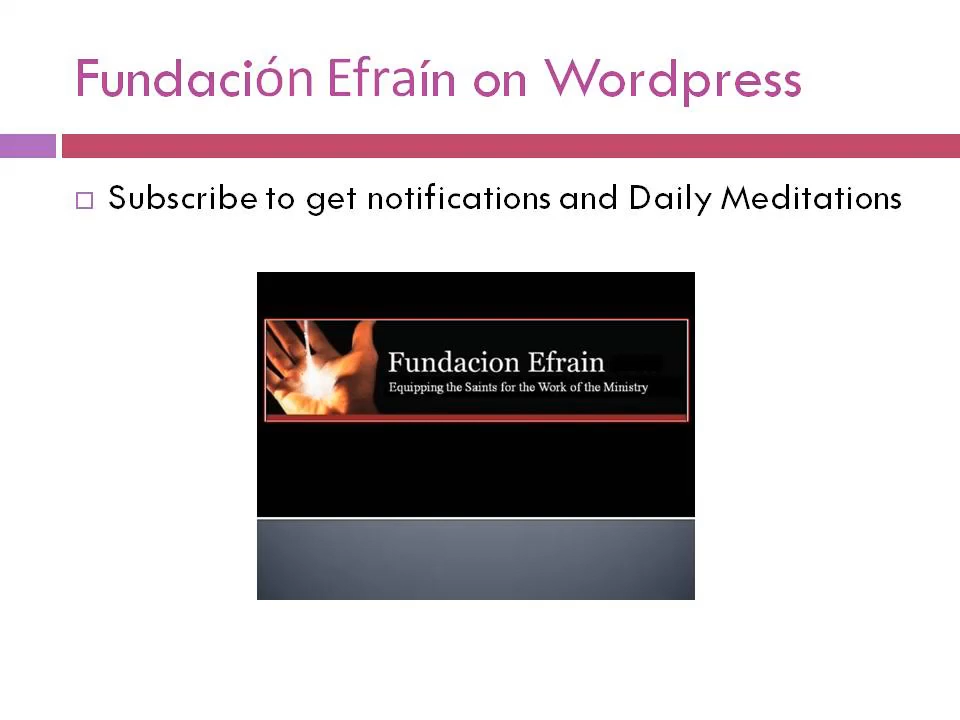 Fundación Efraín on Wordpress
Subscribe to get notifications and Daily Meditations
Fundacion Efrain
Equipping the Saints for the Work of the Ministry